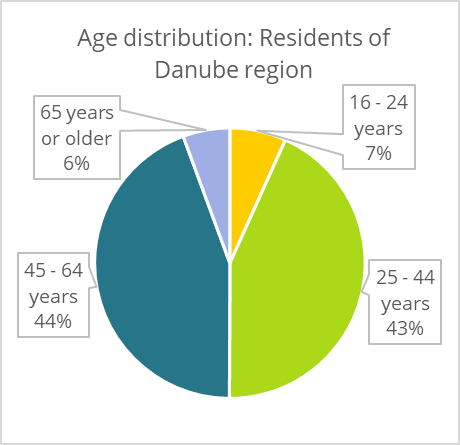 Age distribution: Residents of
Danube region
65 years
or older
6%
16 - 24
years
7%
45 - 64
years
44%
25 - 44
years
43%